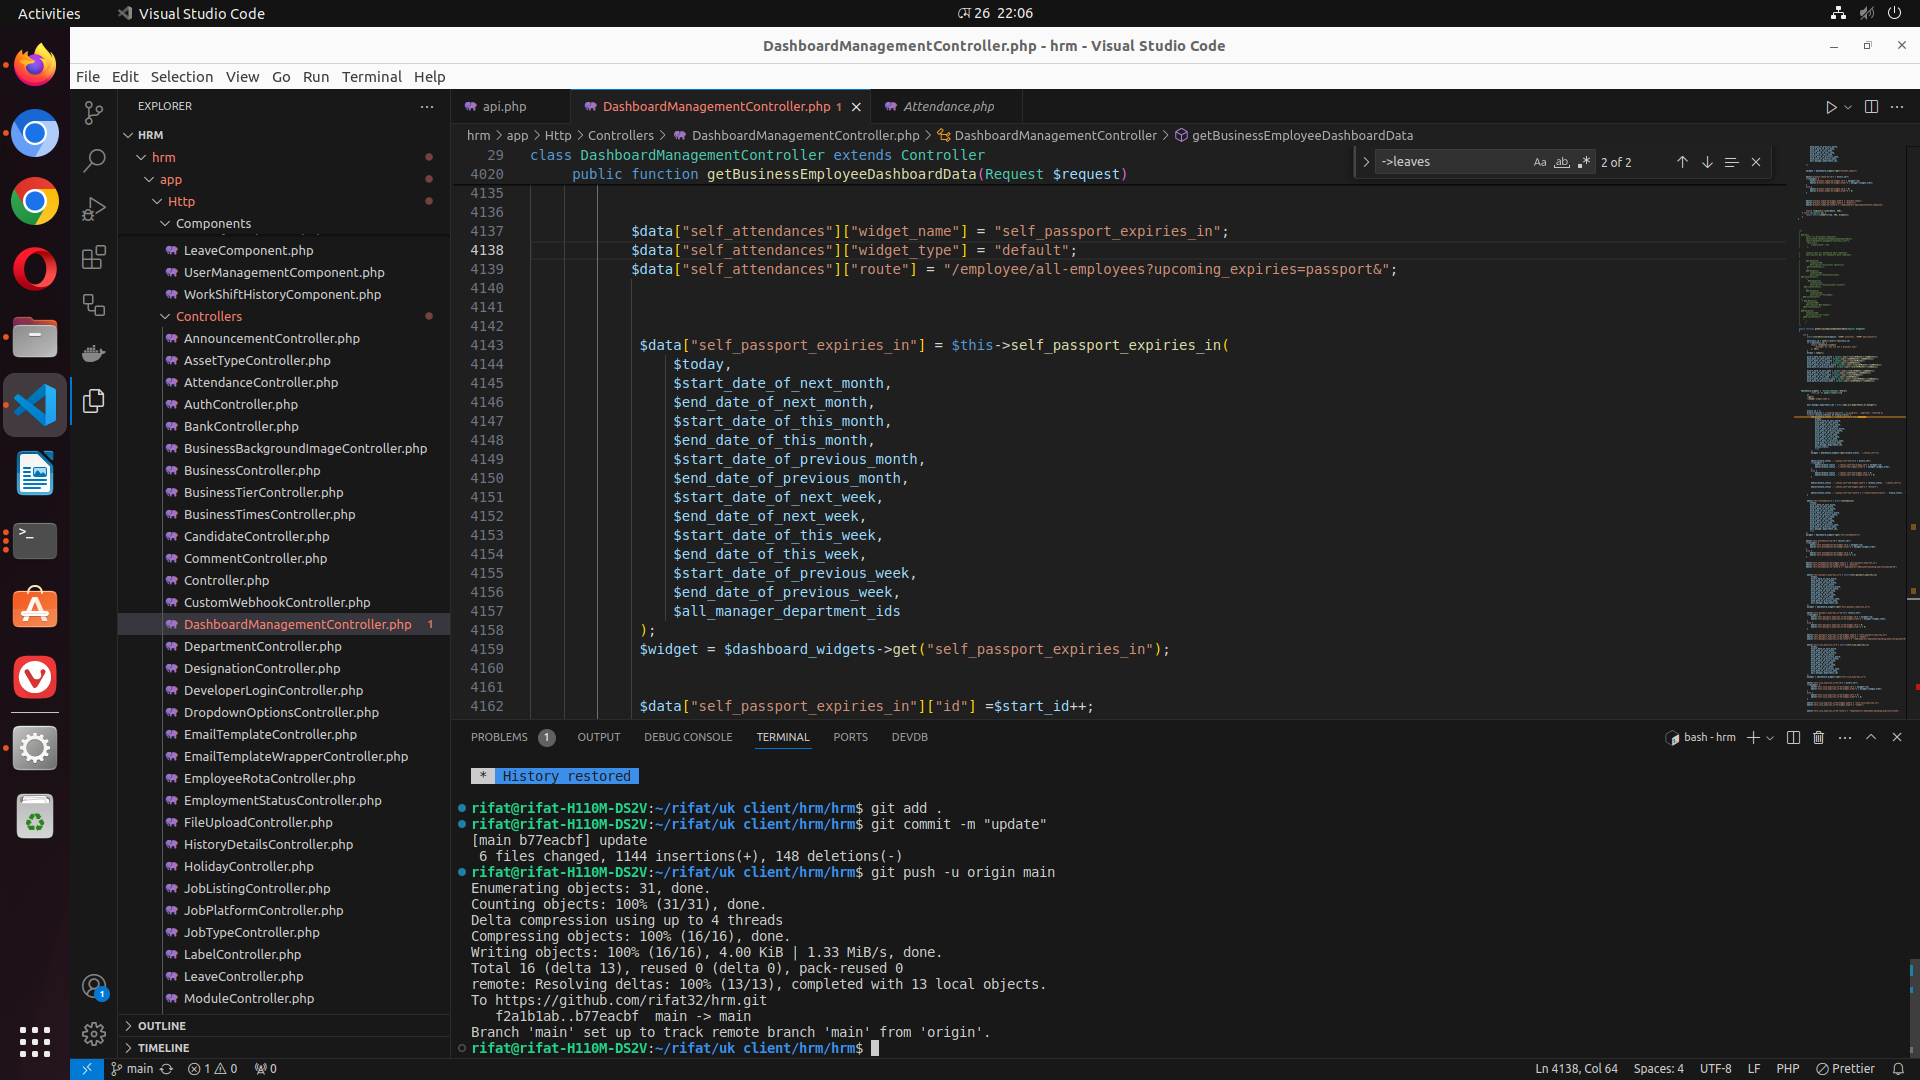 Activities
Visual Studio Code
26 22:06
DashboardManagementController.php - hrm - Visual Studio Code
File Edit Selection View Go Run Terminal Help
EXPLORER
HRM
hrm
app
Http
Components
LeaveComponent.php
UserManagementComponent.php
WorkShiftHistoryComponent.php
Controllers
AnnouncementController.php
AssetTypeController.php
AttendanceController.php
AuthController.php
BankController.php
BusinessBackgroundImageController.php
BusinessController.php
BusinessTierController.php
BusinessTimesController.php
CandidateController.php
CommentController.php
Controller.php
CustomWebhookController.php
DashboardManagementController.php 1
DepartmentController.php
DesignationController.php
DeveloperLoginController.php
DropdownOptionsController.php
EmailTemplateController.php
EmailTemplateWrapperController.php
EmployeeRotaController.php
EmploymentStatusController.php
FileUploadController.php
HistoryDetailsController.php
HolidayController.php
JobListingController.php
JobPlatformController.php
JobTypeController.php
LabelController.php
LeaveController.php
ModuleController.php
OUTLINE
TIMELINE
api.php
DashboardManagementController.php 1
Attendance.php
hrm > app > Http > Controllers > DashboardManagementController.php > DashboardManagementController > getBusinessEmployeeDashboardData
->leaves
Aa ab .* 2 of 2
29 class DashboardManagementController extends Controller
4020 public function getBusinessEmployeeDashboardData(Request $request)
4135
4136
4137 $data["self_attendances"]["widget_name"] = "self_passport_expiries_in";
4138 $data["self_attendances"]["widget_type"] = "default";
4139 $data["self_attendances"]["route"] = "/employee/all-employees?upcoming_expiries=passport&";
4140
4141
4142
4143 $data["self_passport_expiries_in"] = $this->self_passport_expiries_in(
4144 $today,
4145 $start_date_of_next_month,
4146 $end_date_of_next_month,
4147 $start_date_of_this_month,
4148 $end_date_of_this_month,
4149 $start_date_of_previous_month,
4150 $end_date_of_previous_month,
4151 $start_date_of_next_week,
4152 $end_date_of_next_week,
4153 $start_date_of_this_week,
4154 $end_date_of_this_week,
4155 $start_date_of_previous_week,
4156 $end_date_of_previous_week,
4157 $all_manager_department_ids
4158 );
4159 $widget = $dashboard_widgets->get("self_passport_expiries_in");
4160
4161
4162 $data["self_passport_expiries_in"]["id"] =$start_id++;
PROBLEMS 1 OUTPUT DEBUG CONSOLE TERMINAL PORTS DEVDB
bash - hrm
* History restored
rifat@rifat-H110M-DS2V:~/rifat/uk client/hrm/hrm$ git add .
rifat@rifat-H110M-DS2V:~/rifat/uk client/hrm/hrm$ git commit -m "update"
[main b77eacbf] update
6 files changed, 1144 insertions(+), 148 deletions(-)
rifat@rifat-H110M-DS2V:~/rifat/uk client/hrm/hrm$ git push -u origin main
Enumerating objects: 31, done.
Counting objects: 100% (31/31), done.
Delta compression using up to 4 threads
Compressing objects: 100% (16/16), done.
Writing objects: 100% (16/16), 4.00 KiB | 1.33 MiB/s, done.
Total 16 (delta 13), reused 0 (delta 0), pack-reused 0
remote: Resolving deltas: 100% (13/13), completed with 13 local objects.
To https://github.com/rifat32/hrm.git
f2a1b1ab..b77eacbf main -> main
Branch 'main' set up to track remote branch 'main' from 'origin'.
rifat@rifat-H110M-DS2V:~/rifat/uk client/hrm/hrm$
main 1 0 0
Ln 4138, Col 64 Spaces: 4 UTF-8 LF PHP Prettier